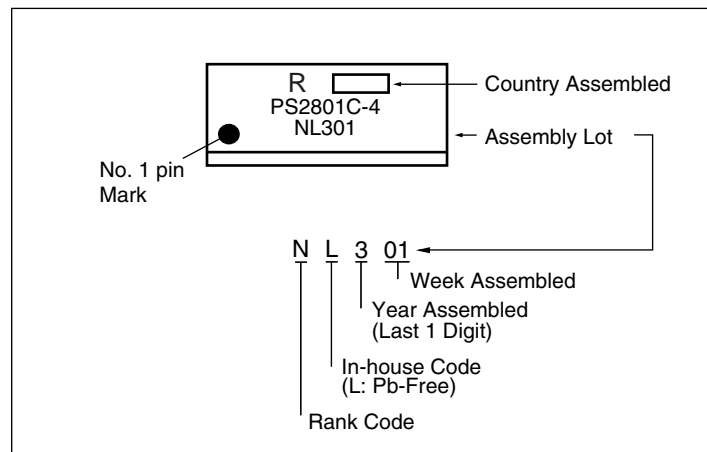 R
Country Assembled
PS2801C-4
NL301
Assembly Lot
No. 1 pin
Mark
N L 3 01
Week Assembled
Year Assembled
(Last 1 Digit)
In-house Code
(L: Pb-Free)
Rank Code